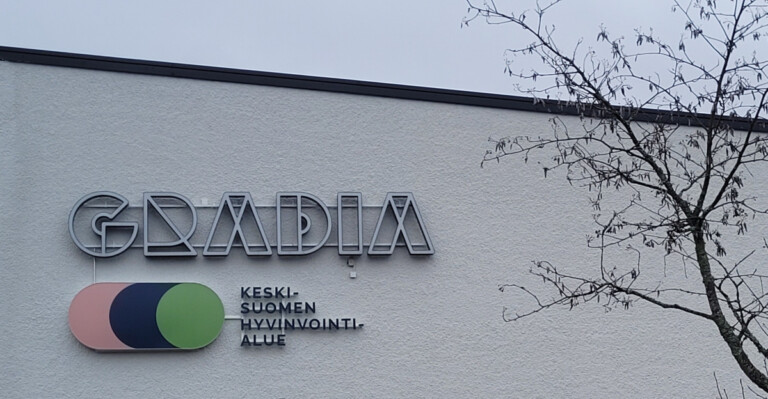 GRADIA
KESKI-
SUOMEN
HYVINVOINTI-
ALUE